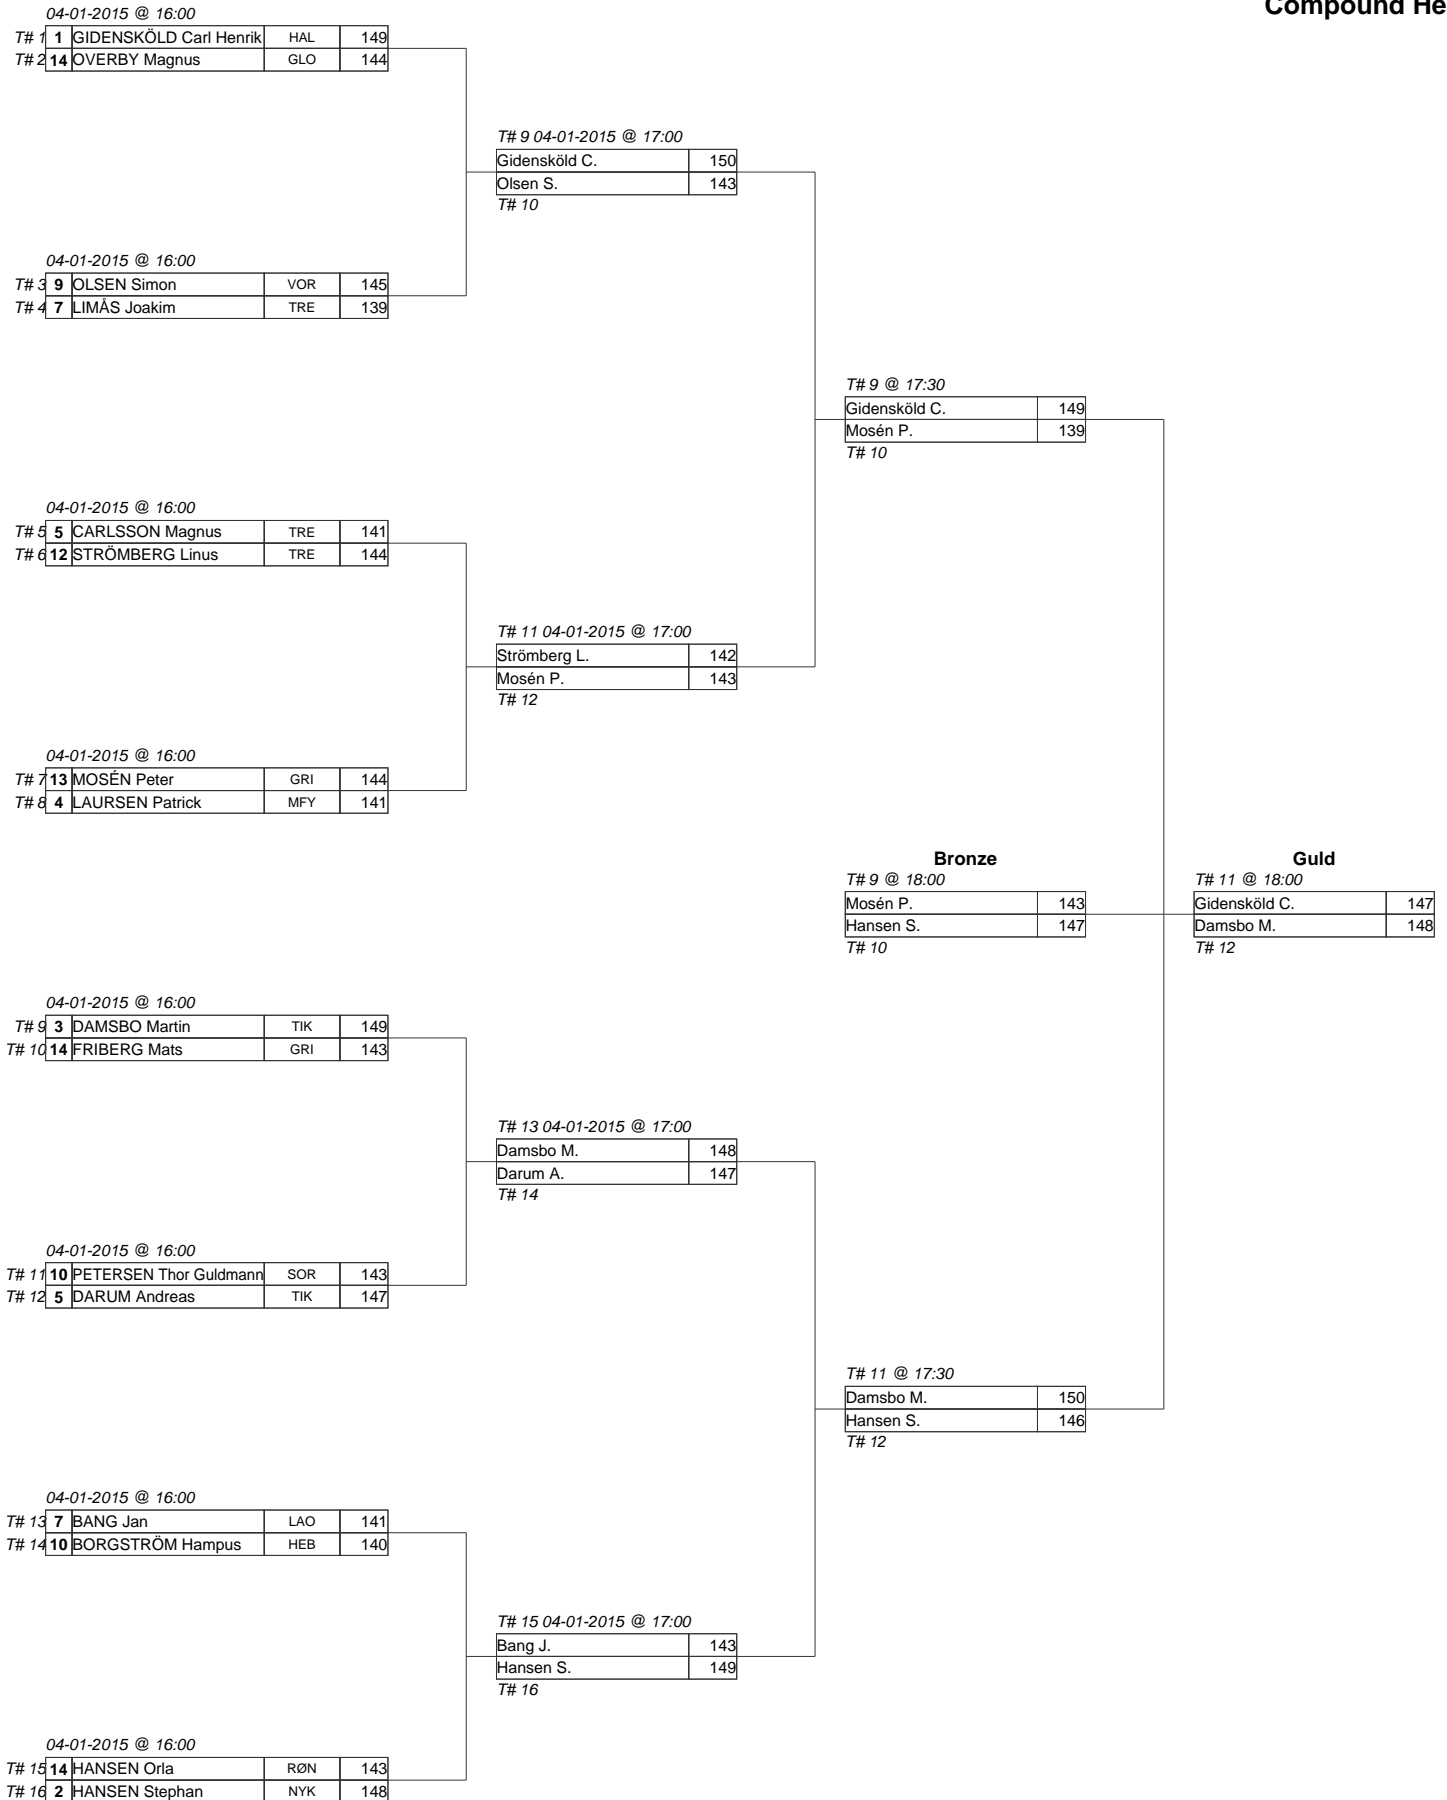 Compound He
04-01-2015 @ 16:00
T# 1 1 GIDENSKÖLD Carl Henrik HAL 149
T# 2 14 OVERBY Magnus GLO 144
T# 9 04-01-2015 @ 17:00
Gidensköld C. 150
Olsen S. 143
T# 10
04-01-2015 @ 16:00
T# 3 9 OLSEN Simon VOR 145
T# 4 7 LIMÅS Joakim TRE 139
T# 9 @ 17:30
Gidensköld C. 149
Mosén P. 139
T# 10
04-01-2015 @ 16:00
T# 5 5 CARLSSON Magnus TRE 141
T# 6 12 STRÖMBERG Linus TRE 144
T# 11 04-01-2015 @ 17:00
Strömberg L. 142
Mosén P. 143
T# 12
04-01-2015 @ 16:00
T# 7 13 MOSÉN Peter GRI 144
T# 8 4 LAURSEN Patrick MFY 141
Bronze
T# 9 @ 18:00
Mosén P. 143
Hansen S. 147
T# 10
Guld
T# 11 @ 18:00
Gidensköld C. 147
Damsbo M. 148
T# 12
04-01-2015 @ 16:00
T# 9 3 DAMSBO Martin TIK 149
T# 10 14 FRIBERG Mats GRI 143
T# 13 04-01-2015 @ 17:00
Damsbo M. 148
Darum A. 147
T# 14
04-01-2015 @ 16:00
T# 11 10 PETERSEN Thor Guldmann SOR 143
T# 12 5 DARUM Andreas TIK 147
T# 11 @ 17:30
Damsbo M. 150
Hansen S. 146
T# 12
04-01-2015 @ 16:00
T# 13 7 BANG Jan LAO 141
T# 14 10 BORGSTRÖM Hampus HEB 140
T# 15 04-01-2015 @ 17:00
Bang J. 143
Hansen S. 149
T# 16
04-01-2015 @ 16:00
T# 15 14 HANSEN Orla RØN 143
T# 16 2 HANSEN Stephan NYK 148